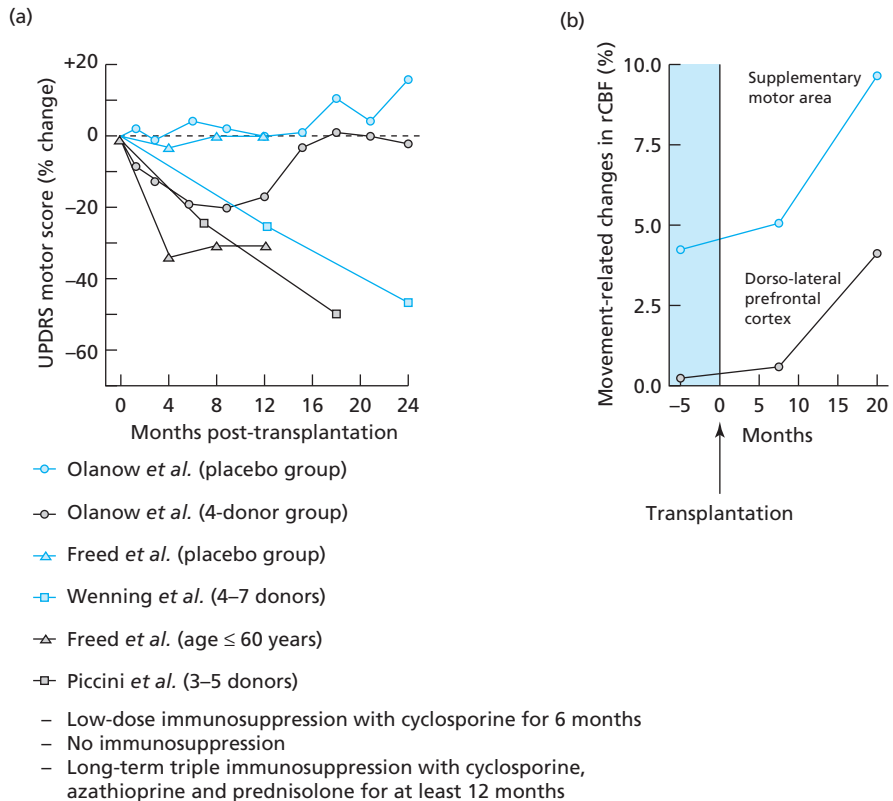 (a)
+20
0
−20
−40
−60
UPDRS motor score (% change)
0 4 8 12 16 20 24
Months post-transplantation
Olanow et al. (placebo group)
Olanow et al. (4-donor group)
Freed et al. (placebo group)
Wenning et al. (4–7 donors)
Freed et al. (age ≤ 60 years)
Piccini et al. (3–5 donors)
– Low-dose immunosuppression with cyclosporine for 6 months
– No immunosuppression
– Long-term triple immunosuppression with cyclosporine,
azathioprine and prednisolone for at least 12 months
(b)
10.0
7.5
5.0
2.5
0.0
Movement-related changes in rCBF (%)
Supplementary
motor area
Dorso-lateral
prefrontal
cortex
−5 0 5 10 15 20
Months
Transplantation